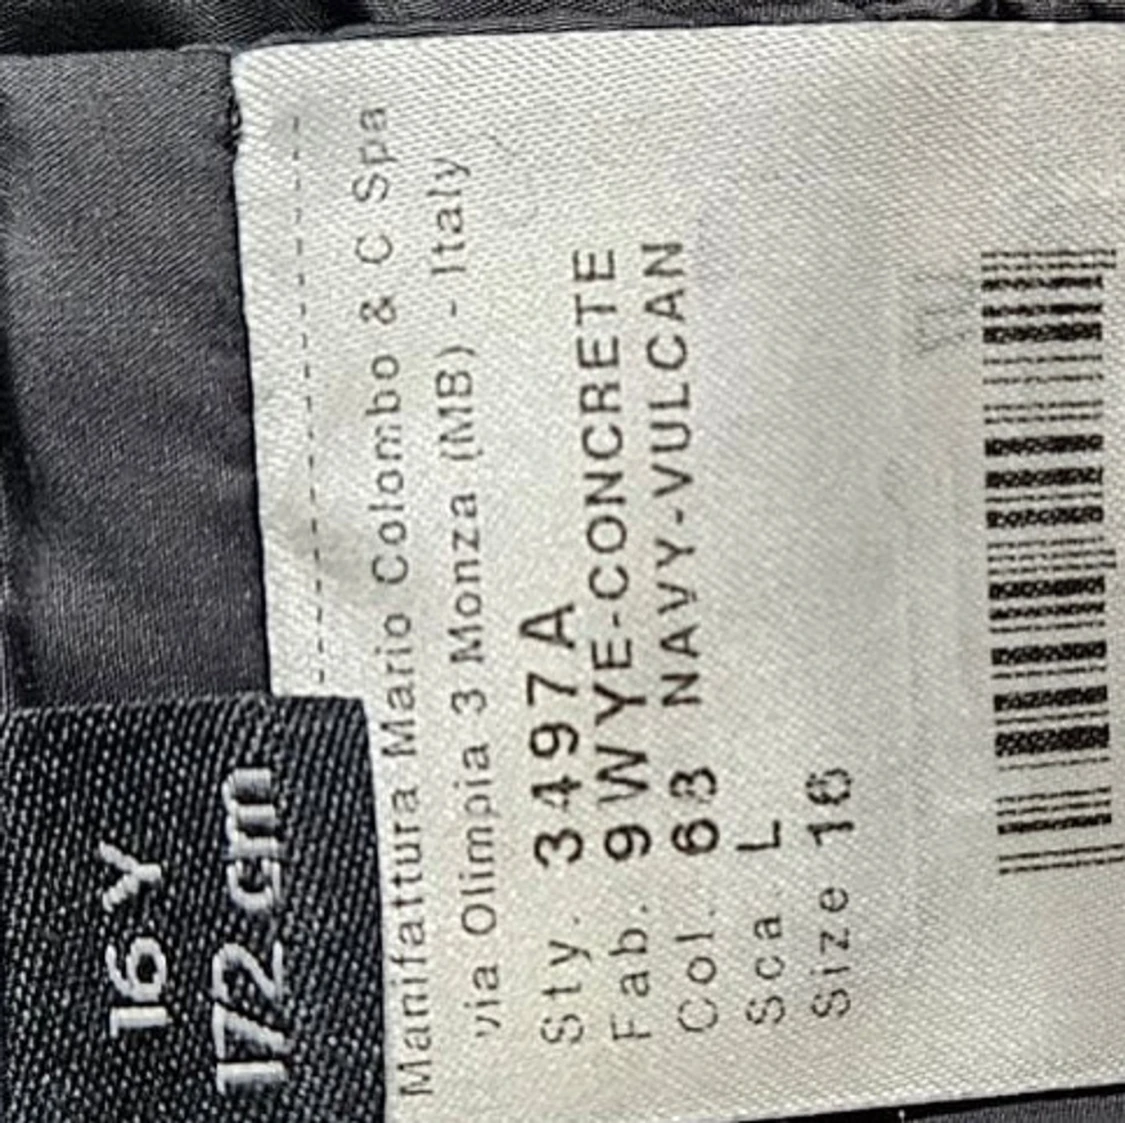 16 Y
172 cm
Manifattura Mario Colombo & C Spa
via Olimpia 3 Monza (MB) - Italy
Sty. 3497A
Fab. 9WYE-CONCRETE
Col. 63 NAVY-VULCAN
Sca. L
Size 16